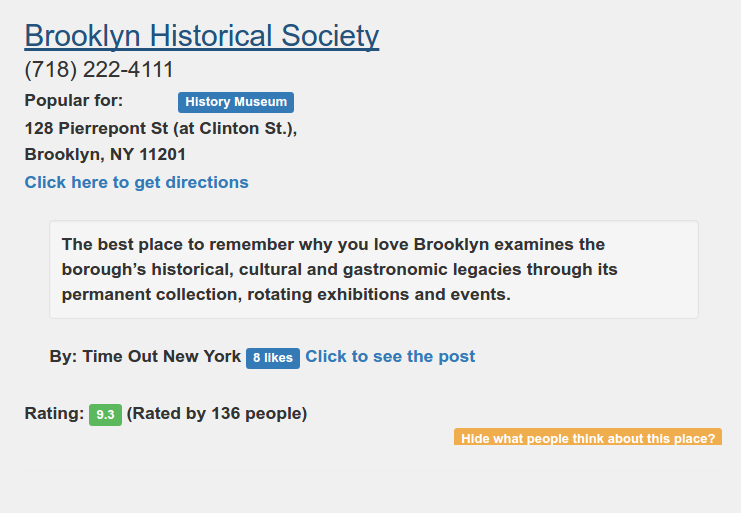 Brooklyn Historical Society
(718) 222-4111
Popular for: History Museum
128 Pierrepont St (at Clinton St.),
Brooklyn, NY 11201
Click here to get directions
The best place to remember why you love Brooklyn examines the
borough’s historical, cultural and gastronomic legacies through its
permanent collection, rotating exhibitions and events.
By: Time Out New York 8 likes Click to see the post
Rating: 9.3 (Rated by 136 people)
Hide what people think about this place?